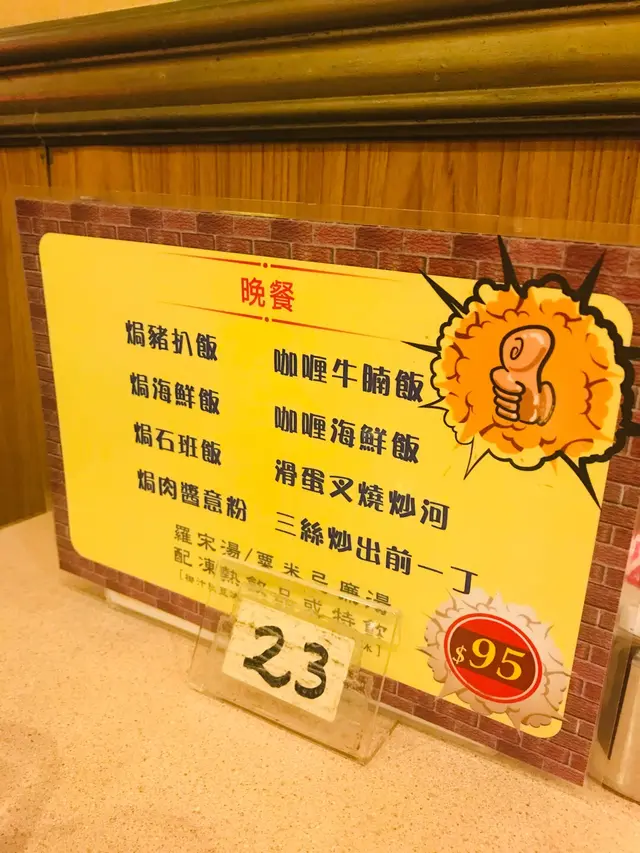 晚餐
焗豬扒飯
焗海鮮飯
焗石班飯
焗肉醬意粉
咖喱牛腩飯
咖喱海鮮飯
滑蛋叉燒炒河
三絲炒出前一丁
羅宋湯/粟米忌廉湯
配凍熱飲品或特飲
$95
23